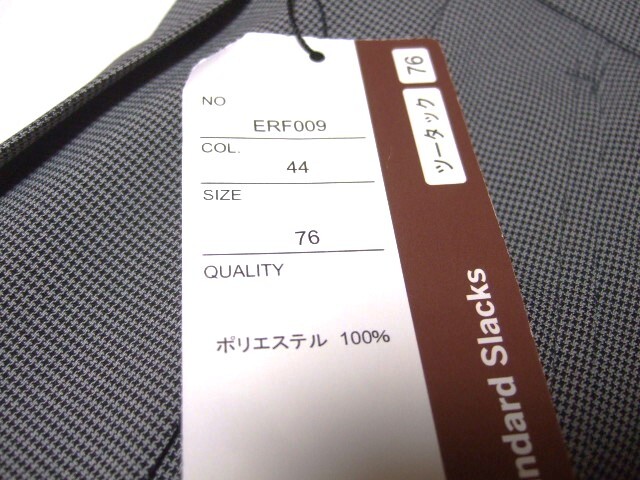 NO
ERF009
COL.
44
SIZE
76
QUALITY
ポリエステル 100%
76
ツータック
ndard Slacks